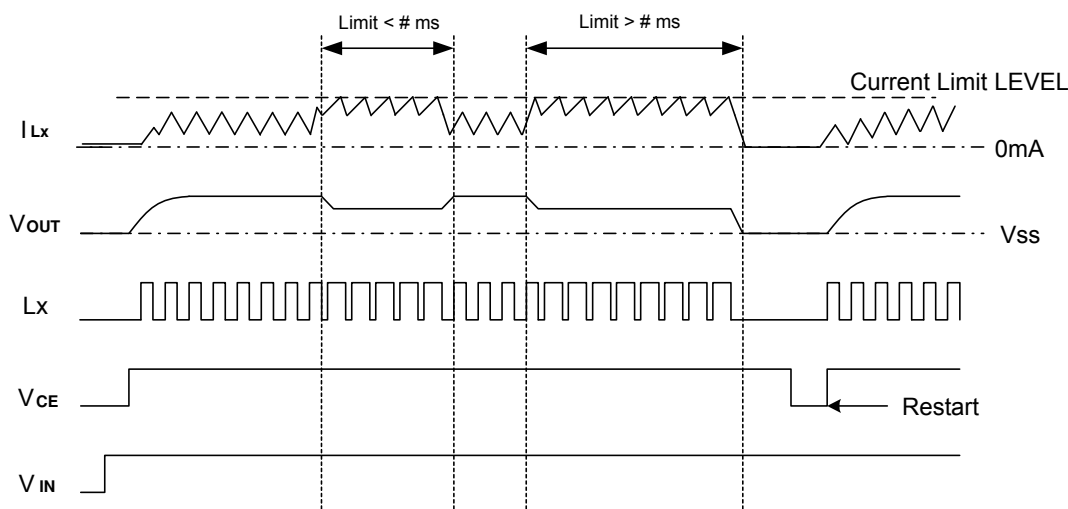 Limit < # ms
Limit > # ms
Current Limit LEVEL
ILx
0mA
VOUT
Vss
Lx
VCE
Restart
VIN